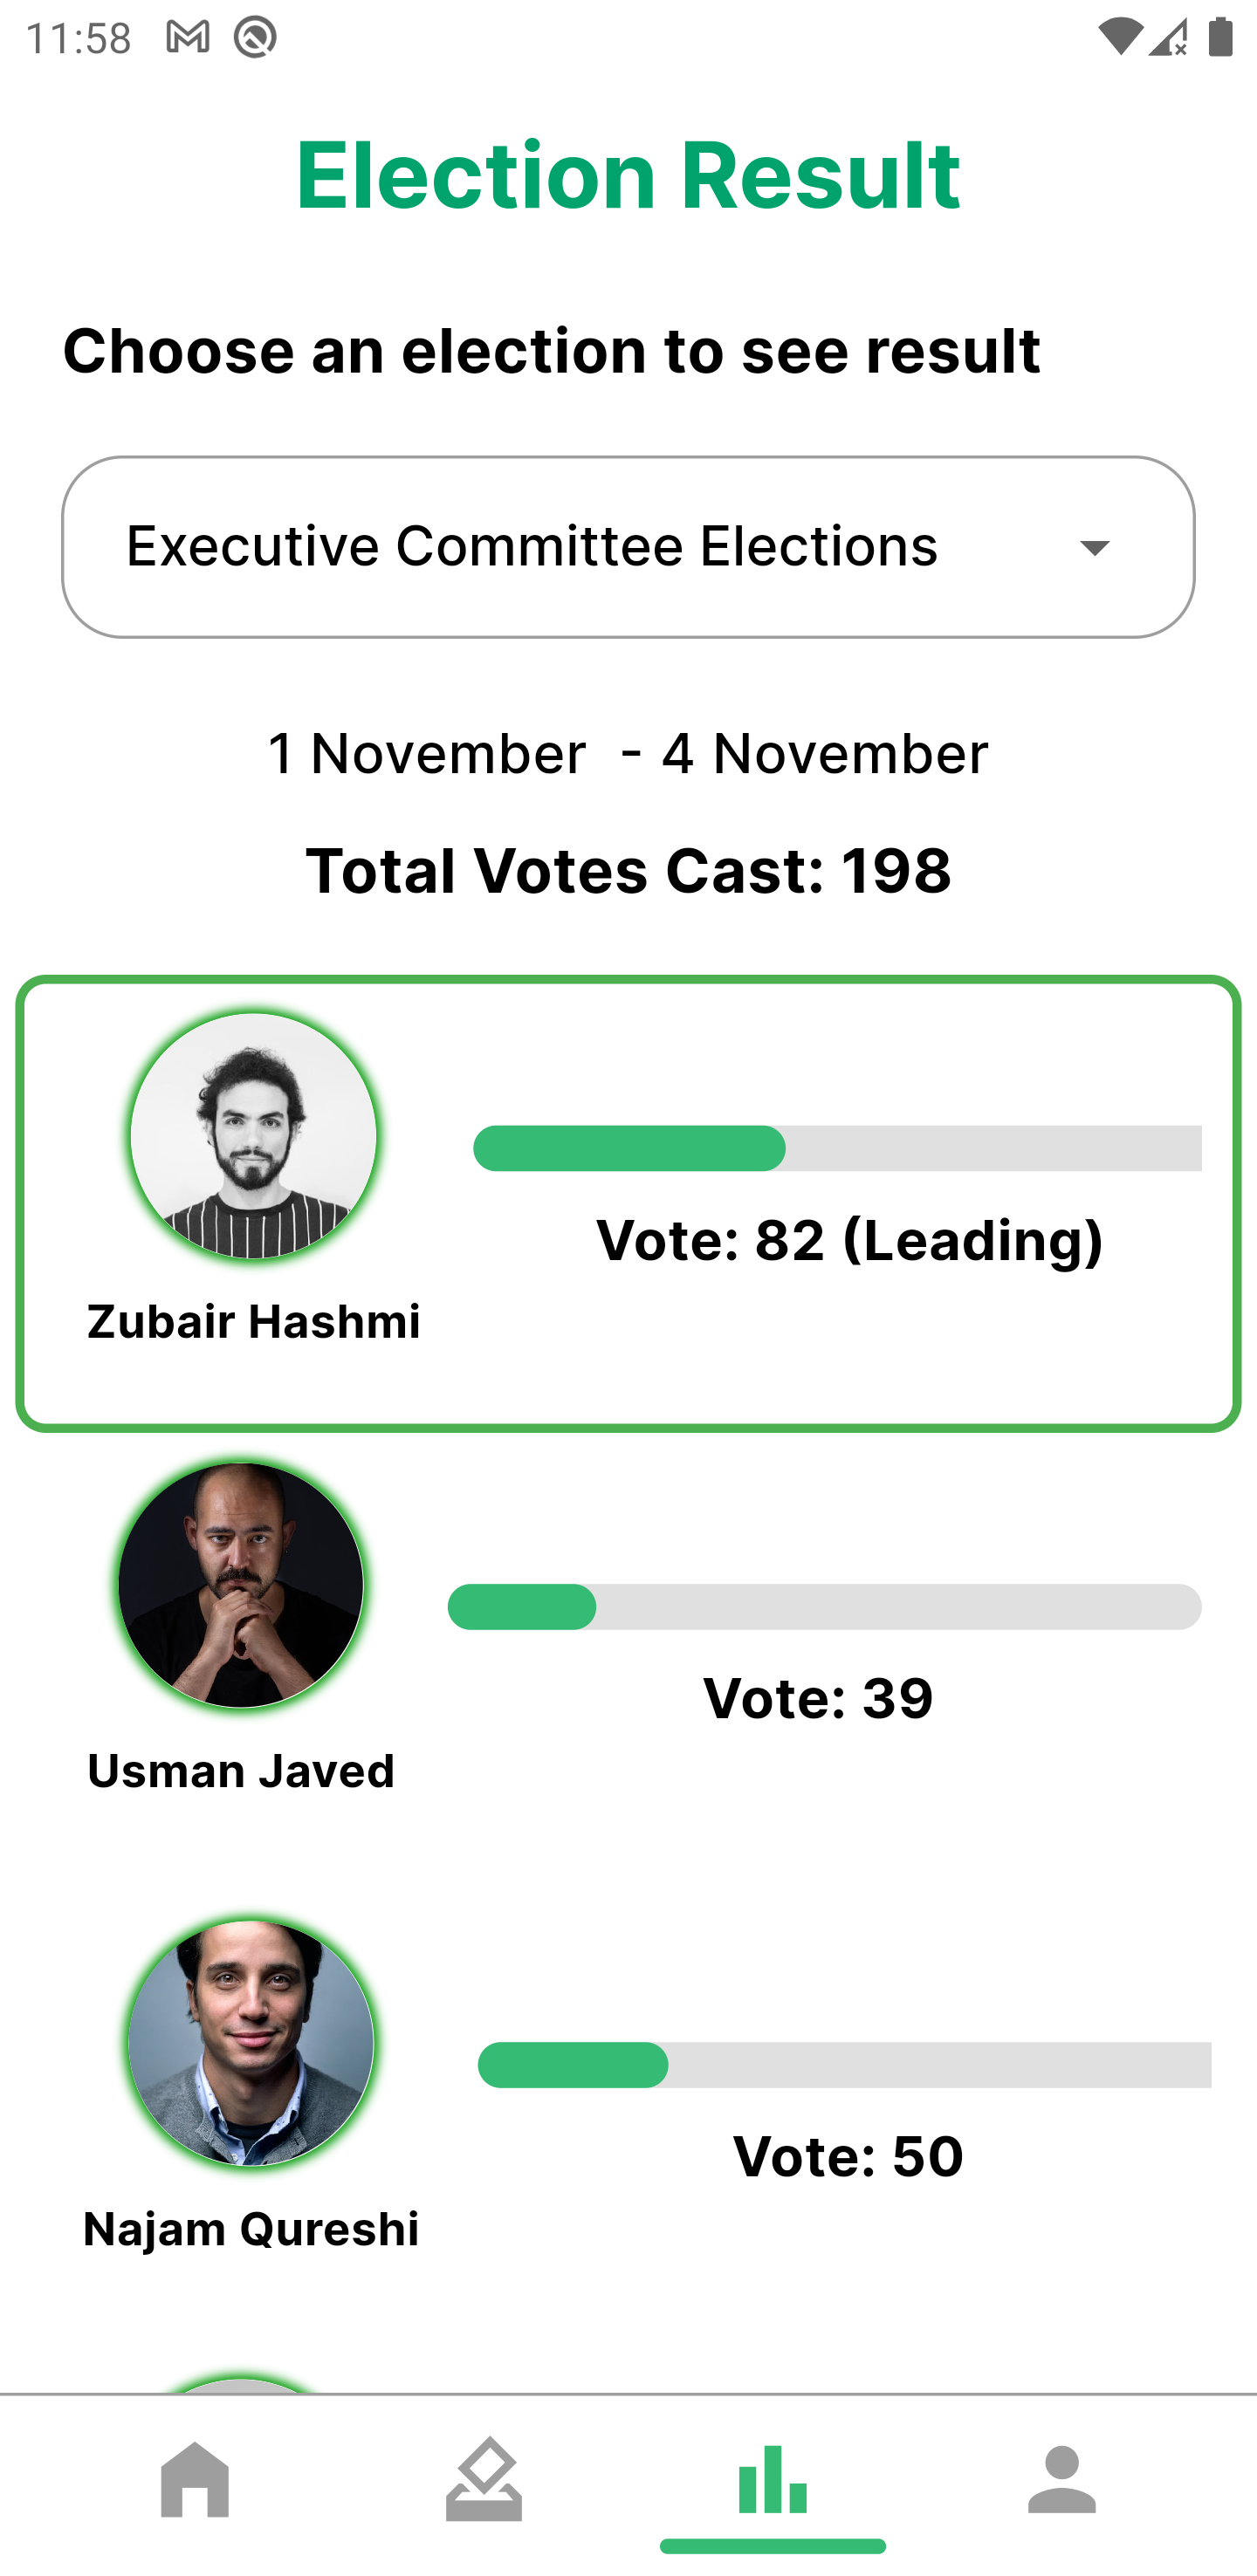 11:58
Election Result
Choose an election to see result
Executive Committee Elections
1 November  - 4 November
Total Votes Cast: 198
Vote: 82 (Leading)
Zubair Hashmi
Vote: 39
Usman Javed
Vote: 50
Najam Qureshi